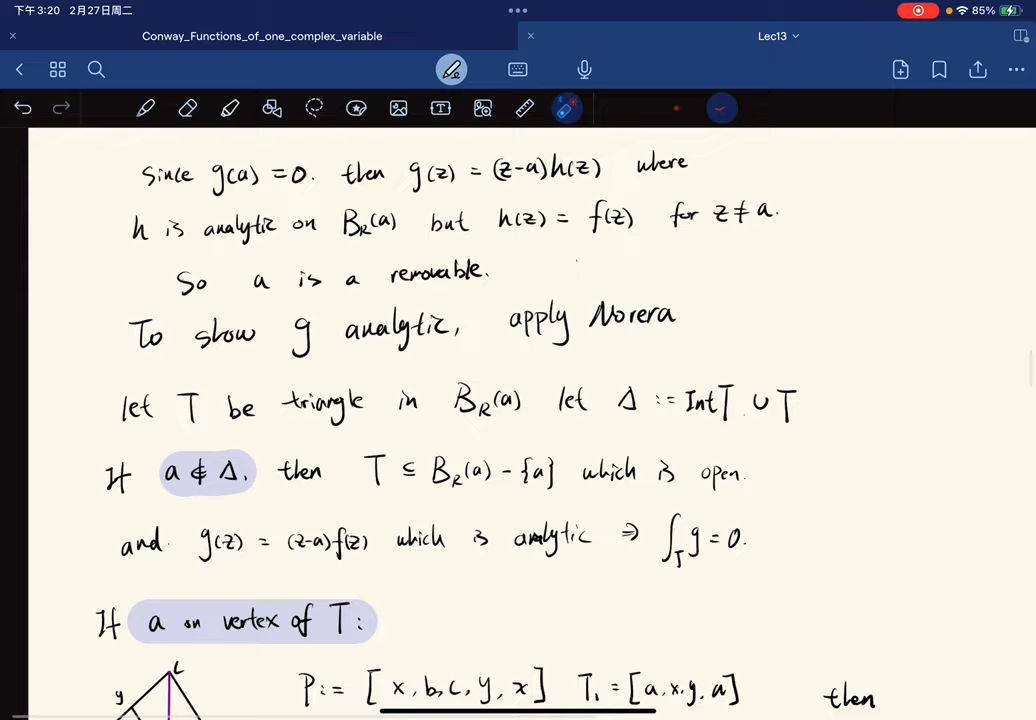 下午3:20 2月27日周二
85%
Conway_Functions_of_one_complex_variable
Lec13
since g(a) = 0. then g(z) = (z-a)h(z) where
h is analytic on B_R(a) but h(z) = f(z) for z ≠ a.
So a is a removable.
To show g analytic, apply Morera
let T be triangle in B_R(a) let Δ := Int T ∪ T
If a ∉ Δ, then T ⊆ B_R(a) - {a} which is open.
and g(z) = (z-a)f(z) which is analytic ⇒ ∫_T g = 0.
If a on vertex of T:
c
y
P := [x, b, c, y, x] T₁ = [a, x, y, a] then